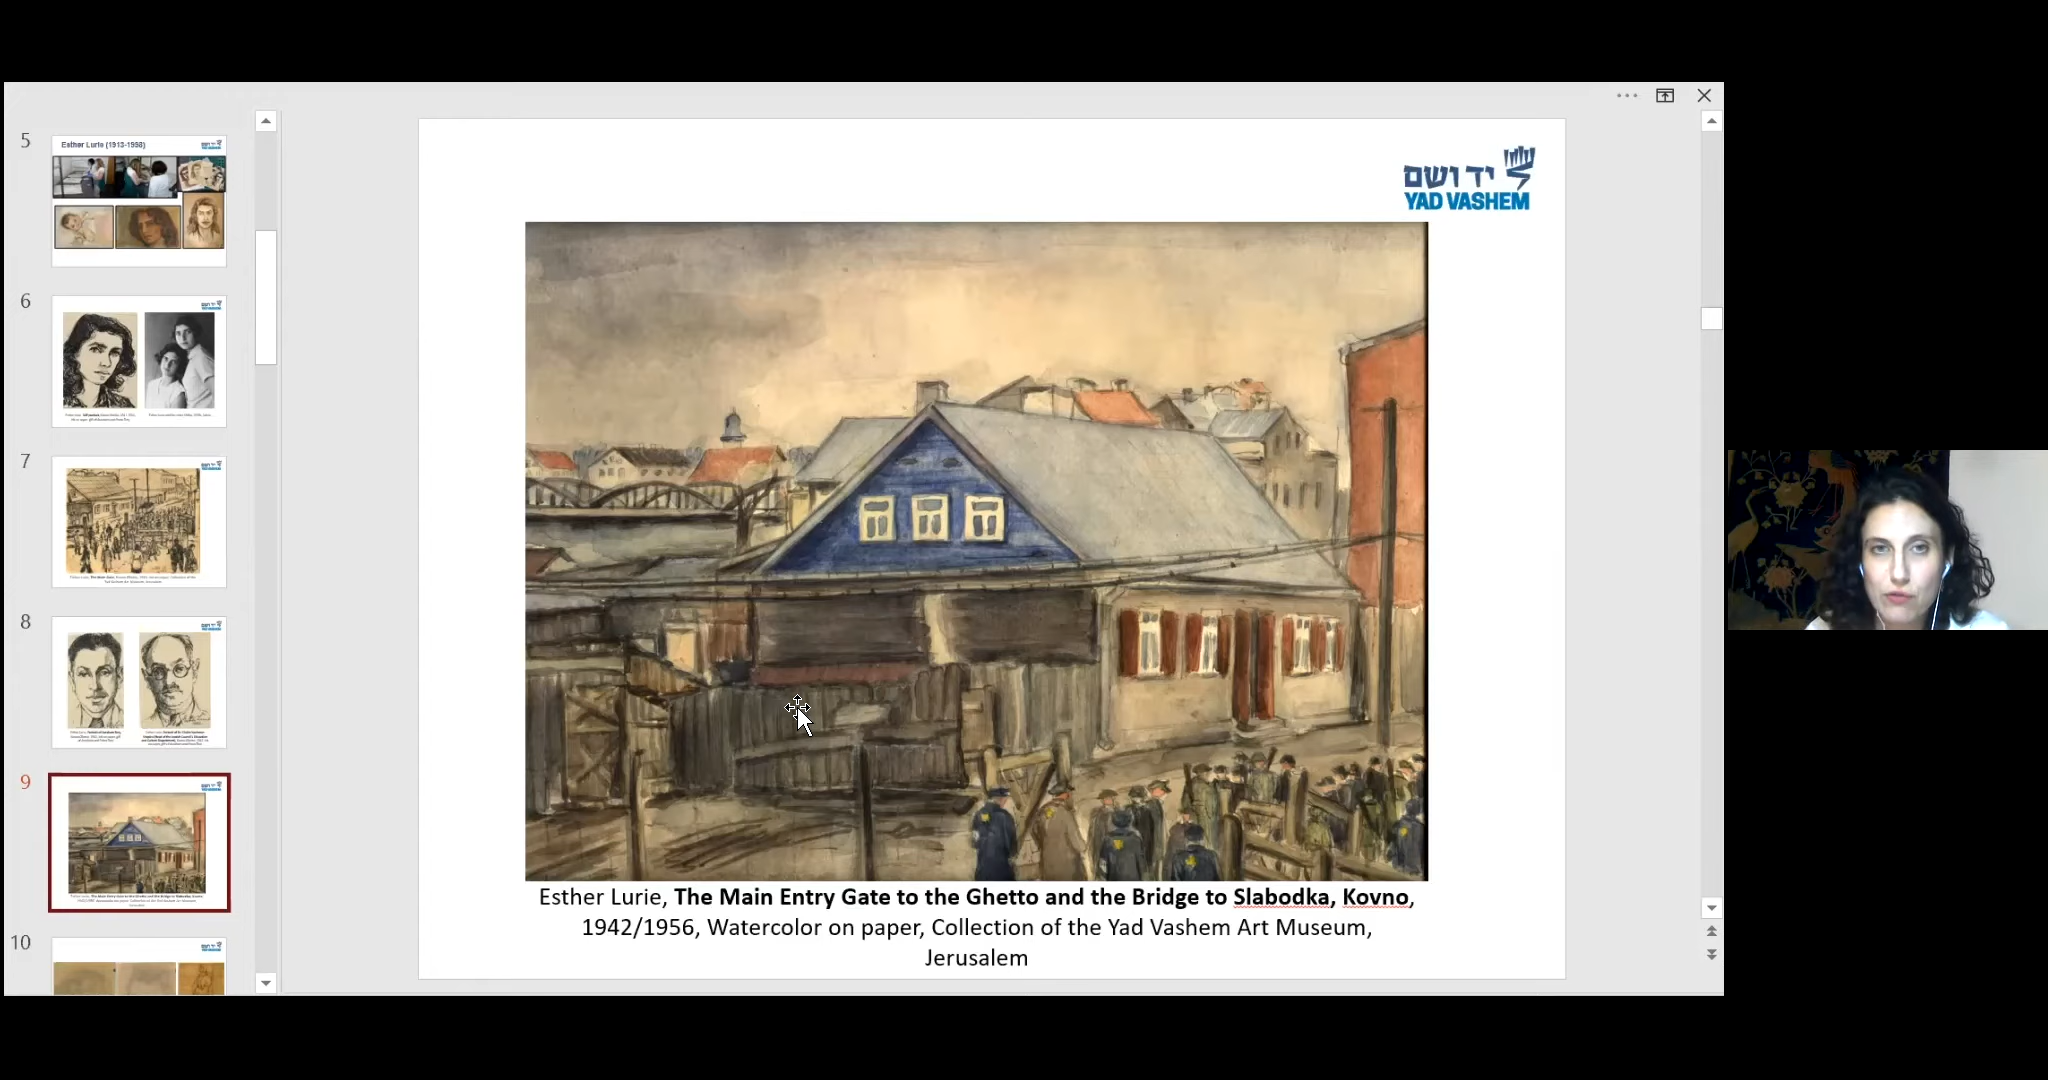 5
Esther Lurie (1913-1998)
6
7
8
9
10
יד ושם
YAD VASHEM
Esther Lurie, The Main Entry Gate to the Ghetto and the Bridge to Slabodka, Kovno,
1942/1956, Watercolor on paper, Collection of the Yad Vashem Art Museum,
Jerusalem